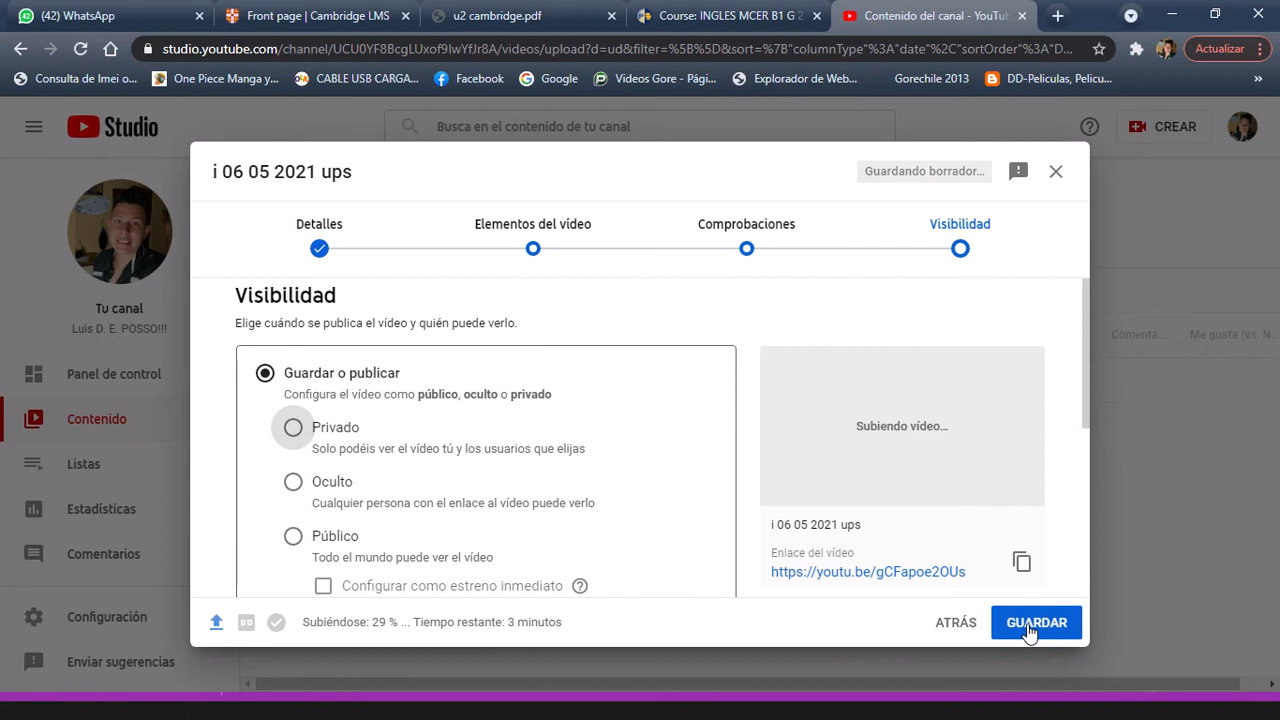 (42) WhatsApp
Front page | Cambridge LMS
u2 cambridge.pdf
Course: INGLES MCER B1 G 2
Contenido del canal - YouTu
studio.youtube.com/channel/UCU0YF8BcgLUxof9IwYfJr8A/videos/upload?d=ud&filter=%5B%5D&sort=%7B"columnType"%3A"date"%2C"sortOrder"%3A"D...
Actualizar
Consulta de Imei o...
One Piece Manga y...
CABLE USB CARGA...
Facebook
Google
Videos Gore - Pági...
Explorador de Web...
Gorechile 2013
DD-Peliculas, Pelicu...
»
Studio
Busca en el contenido de tu canal
CREAR
i 06 05 2021 ups
Guardando borrador...
Detalles
Elementos del vídeo
Comprobaciones
Visibilidad
Tu canal
Luis D. E. POSSO!!!
Panel de control
Contenido
Listas
Estadísticas
Comentarios
Configuración
Enviar sugerencias
Visibilidad
Elige cuándo se publica el vídeo y quién puede verlo.
Guardar o publicar
Configura el vídeo como público, oculto o privado
Privado
Solo podéis ver el vídeo tú y los usuarios que elijas
Oculto
Cualquier persona con el enlace al vídeo puede verlo
Público
Todo el mundo puede ver el vídeo
Configurar como estreno inmediato
Subiendo vídeo...
i 06 05 2021 ups
Enlace del vídeo
https://youtu.be/gCFapoe2OUs
Comenta...
Me gusta (vs. N...
Subiéndose: 29 % ... Tiempo restante: 3 minutos
ATRÁS
GUARDAR